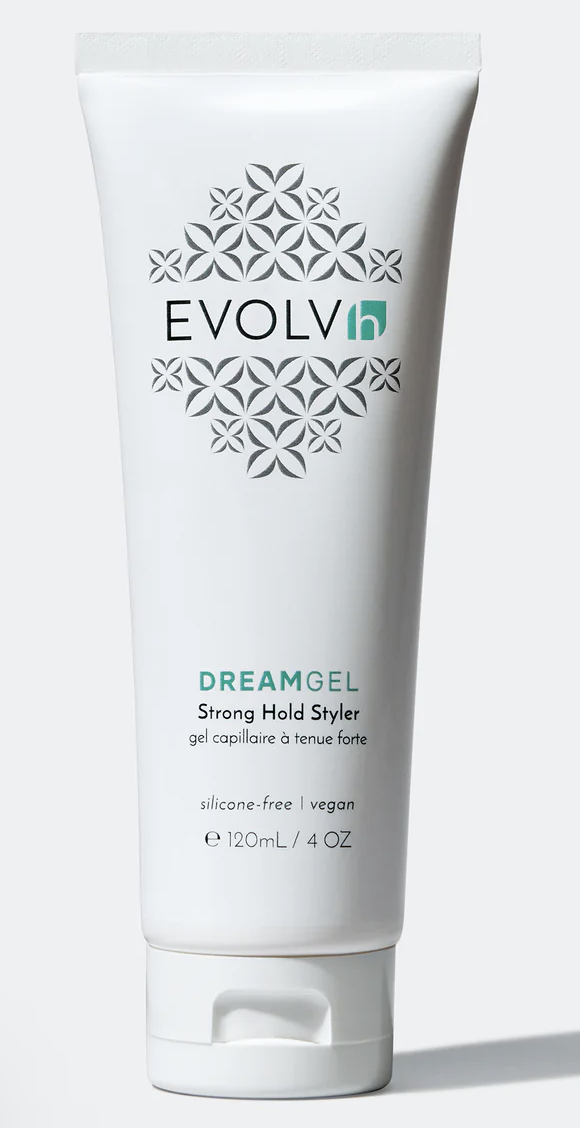 EVOLVh
DREAMGEL
Strong Hold Styler
gel capillaire à tenue forte
silicone-free | vegan
℮ 120mL / 4 OZ